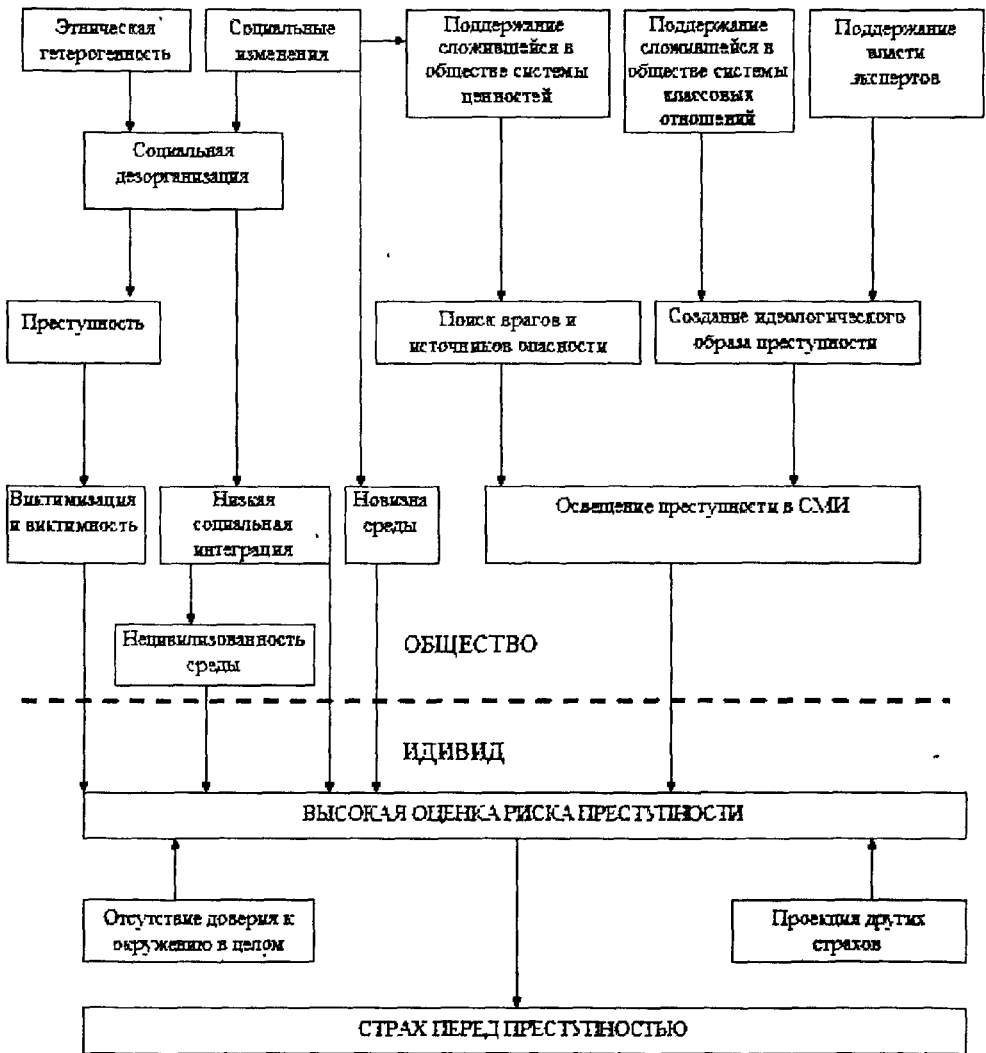 Этническая
гетерогенность
Социальные
изменения
Поддержание
сложившейся в
обществе системы
ценностей
Поддержание
сложившейся в
обществе системы
классовых
отношений
Поддержание
власти
экспертов
Социальная
дезорганизация
Преступность
Поиск врагов и
источников опасности
Создание идеологического
образа преступности
Виктимизация
и виктимность
Низкая
социальная
интеграция
Новизна
среды
Освещение преступности в СМИ
Нецивилизованность
среды
ОБЩЕСТВО
ИДИВИД
ВЫСОКАЯ ОЦЕНКА РИСКА ПРЕСТУПНОСТИ
Отсутствие доверия к
окружению в целом
Проекция других
страхов
СТРАХ ПЕРЕД ПРЕСТУПНОСТЬЮ